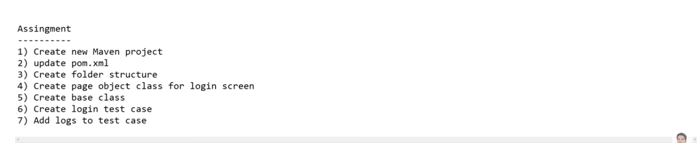 Assingment
----------
1) Create new Maven project
2) update pom.xml
3) Create folder structure
4) Create page object class for login screen
5) Create base class
6) Create login test case
7) Add logs to test case